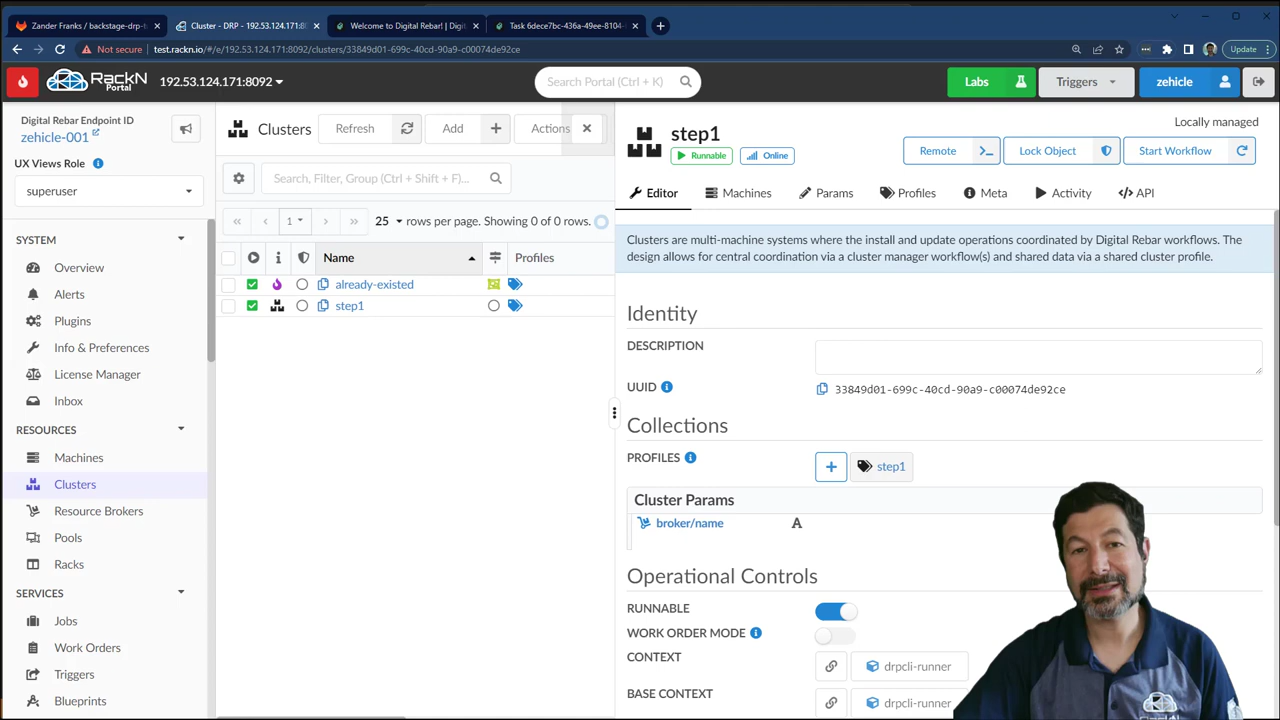 Zander Franks / backstage-drp-
Cluster - DRP - 192.53.124.171:8
Welcome to Digital Rebar! | Digi
Task 6dece7bc-436a-49ee-8104-
Not secure
test.rackn.io/#/e/192.53.124.171:8092/clusters/33849d01-699c-40cd-90a9-c00074de92ce
Update
RackN
Portal
192.53.124.171:8092
Search Portal (Ctrl + K)
Labs
Triggers
zehicle
Digital Rebar Endpoint ID
zehicle-001
UX Views Role
superuser
SYSTEM
Overview
Alerts
Plugins
Info & Preferences
License Manager
Inbox
RESOURCES
Machines
Clusters
Resource Brokers
Pools
Racks
SERVICES
Jobs
Work Orders
Triggers
Blueprints
Clusters
Refresh
Add
Actions
Search, Filter, Group (Ctrl + Shift + F)...
1
25 rows per page. Showing 0 of 0 rows.
Name
Profiles
already-existed
step1
step1
Runnable
Online
Locally managed
Remote
Lock Object
Start Workflow
Editor
Machines
Params
Profiles
Meta
Activity
API
Clusters are multi-machine systems where the install and update operations coordinated by Digital Rebar workflows. The
design allows for central coordination via a cluster manager workflow(s) and shared data via a shared cluster profile.
Identity
DESCRIPTION
UUID
33849d01-699c-40cd-90a9-c00074de92ce
Collections
PROFILES
step1
Cluster Params
broker/name
A
Operational Controls
RUNNABLE
WORK ORDER MODE
CONTEXT
drpcli-runner
BASE CONTEXT
drpcli-runner
RackN